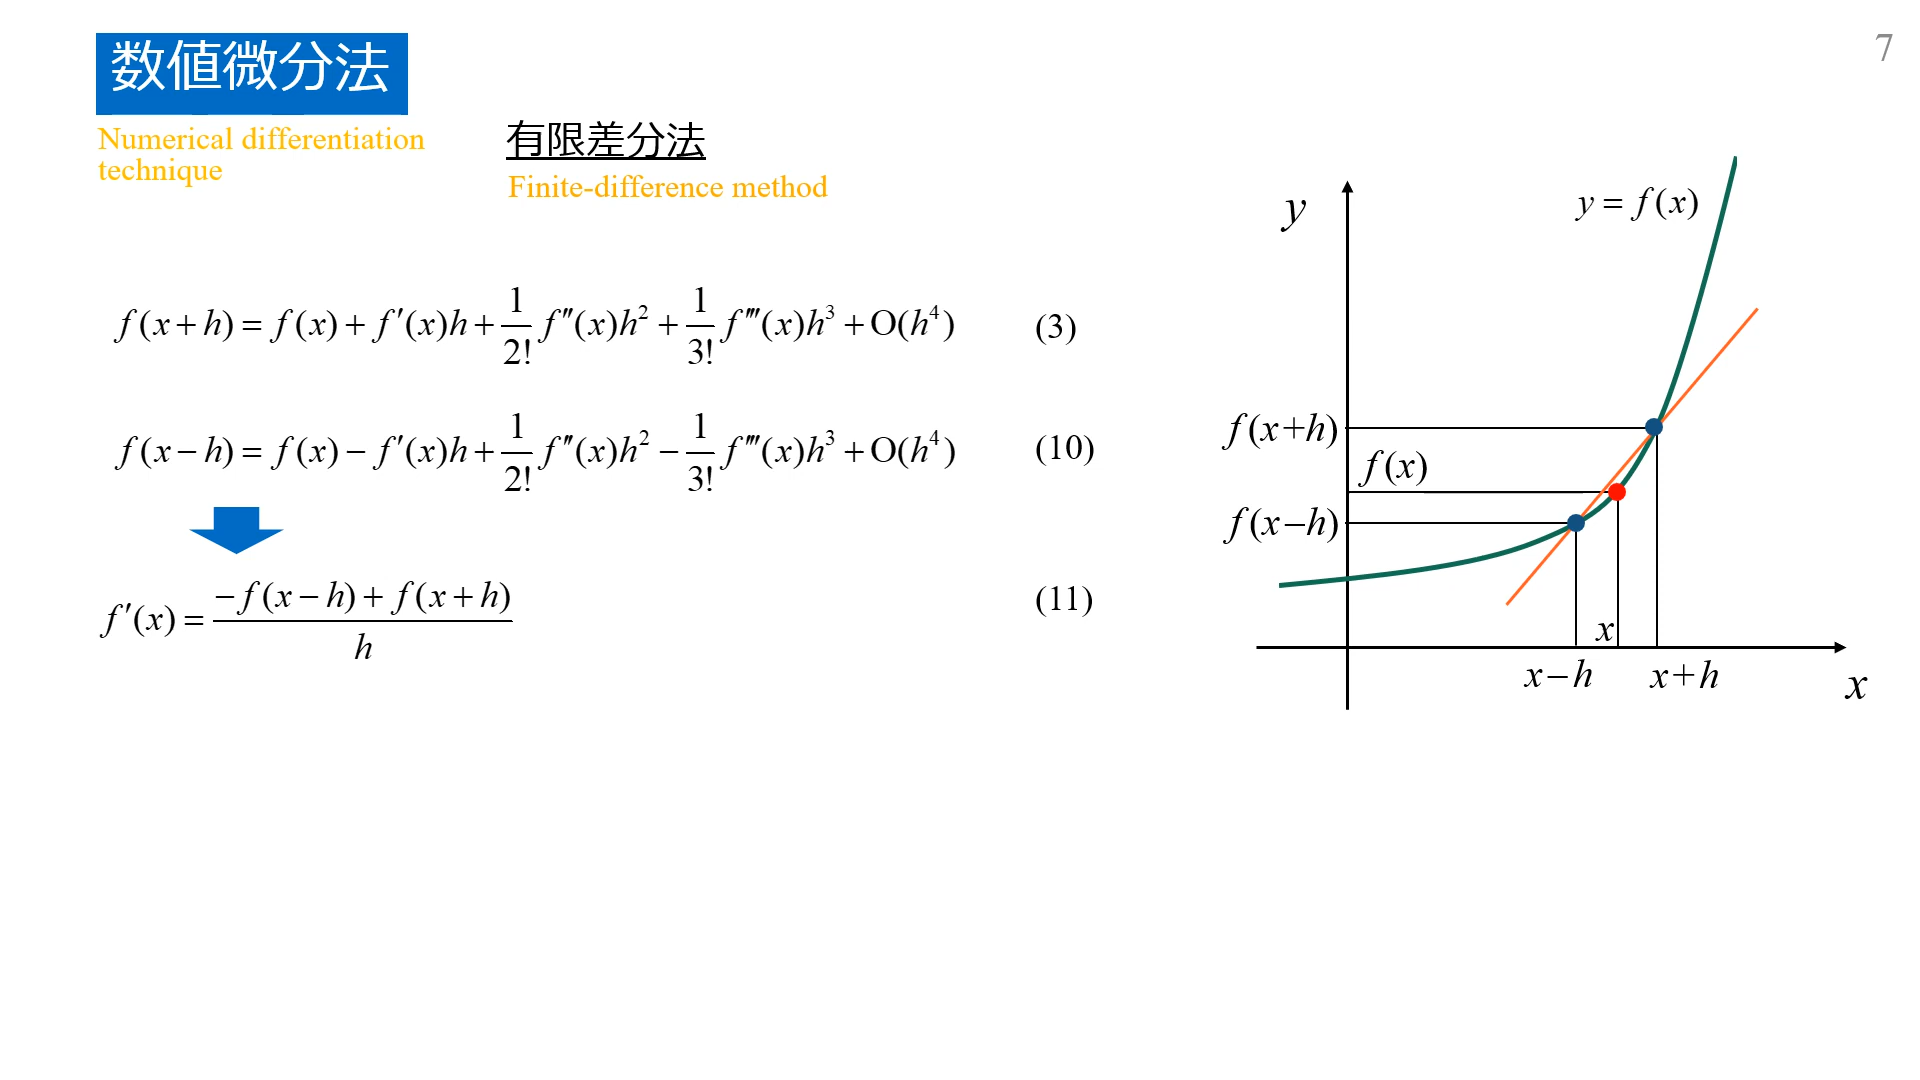 7
数値微分法
Numerical differentiation
technique
有限差分法
Finite-difference method
f(x+h) = f(x) + f′(x)h + 1/2! f″(x)h² + 1/3! f‴(x)h³ + O(h⁴) (3)
f(x−h) = f(x) − f′(x)h + 1/2! f″(x)h² − 1/3! f‴(x)h³ + O(h⁴) (10)
f′(x) = −f(x−h) + f(x+h) / h (11)
y
y = f(x)
f(x+h)
f(x)
f(x−h)
x
x−h
x+h
x